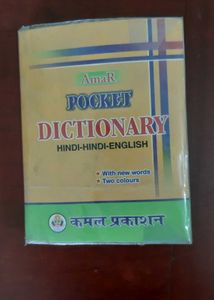 AmaR
POCKET
DICTIONARY
HINDI-HINDI-ENGLISH
• With new words
• Two colours
कमल प्रकाशन